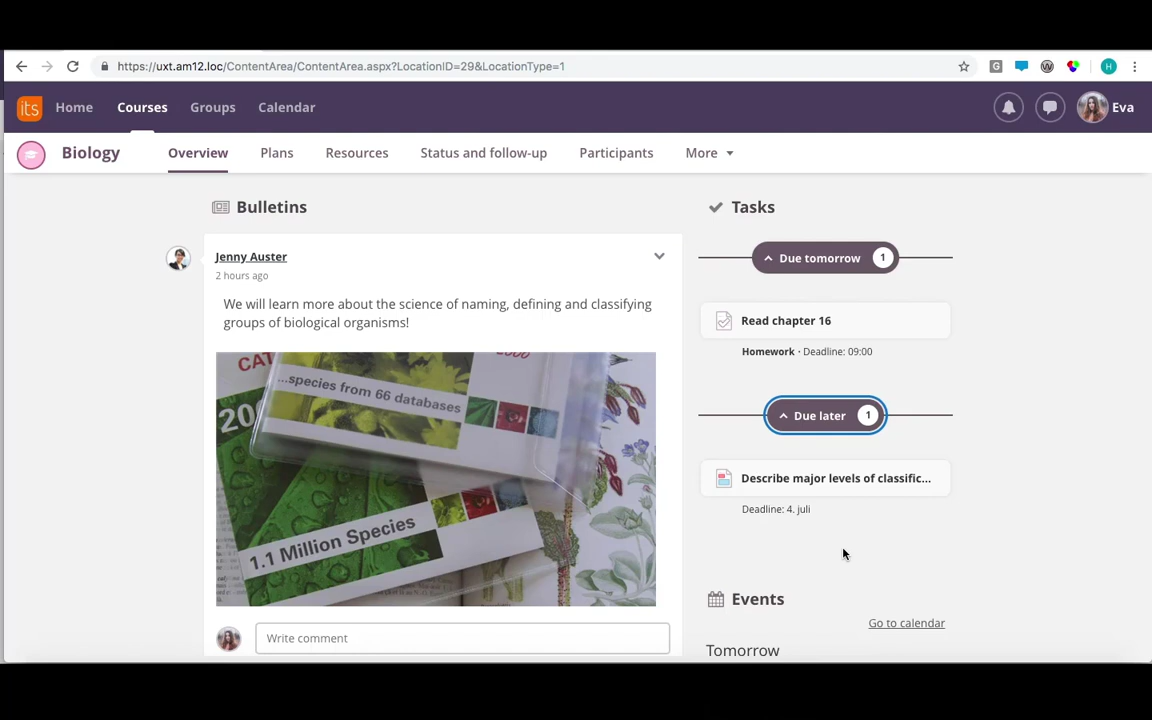 https://uxt.am12.loc/ContentArea/ContentArea.aspx?LocationID=29&LocationType=1
G
W
H
its
Home
Courses
Groups
Calendar
Eva
Biology
Overview
Plans
Resources
Status and follow-up
Participants
More
Bulletins
Jenny Auster
2 hours ago
We will learn more about the science of naming, defining and classifying
groups of biological organisms!
...species from 66 databases
1.1 Million Species
Write comment
Tasks
Due tomorrow 1
Read chapter 16
Homework · Deadline: 09:00
Due later 1
Describe major levels of classific...
Deadline: 4. juli
Events
Go to calendar
Tomorrow